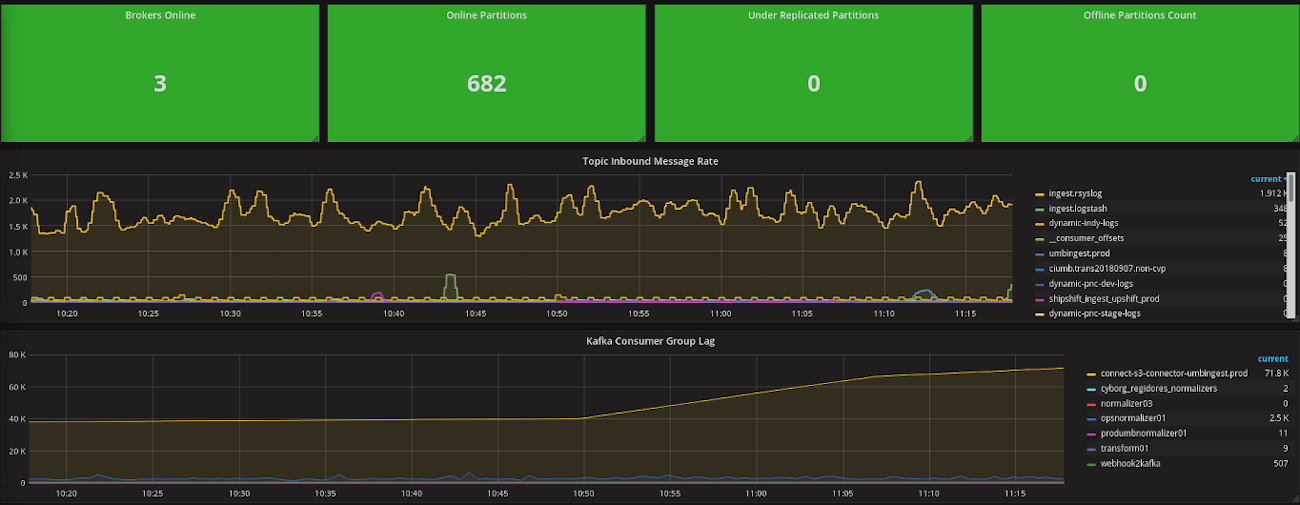 Brokers Online
Online Partitions
Under Replicated Partitions
Offline Partitions Count
3
682
0
0
Topic Inbound Message Rate
2.5 K
2.0 K
1.5 K
1.0 K
500
0
10:20 10:25 10:30 10:35 10:40 10:45 10:50 10:55 11:00 11:05 11:10 11:15
current
ingest.rsyslog 1.912
ingest.logstash 348
dynamic-indy-logs 52
__consumer_offsets 25
umbingest.prod 8
ciumb.trans20180907.non-cvp 8
dynamic-pnc-dev-logs 0
shipshift_ingest_upshift_prod 0
dynamic-pnc-stage-logs 0
Kafka Consumer Group Lag
80 K
60 K
40 K
20 K
0
10:20 10:25 10:30 10:35 10:40 10:45 10:50 10:55 11:00 11:05 11:10 11:15
current
connect-s3-connector-umbingest.prod 71.8 K
cyborg_regidores_normalizers 2
normalizer03 0
opsnormalizer01 2.5 K
produmbnormalizer01 11
transform01 9
webhook2kafka 507